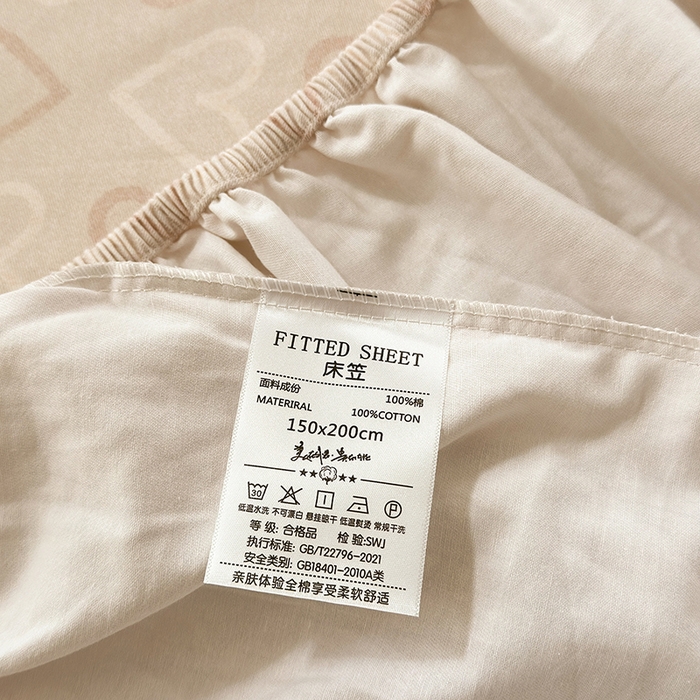 FITTED SHEET
床笠
面料成份 100%棉
MATERIRAL 100%COTTON
150x200cm
30
低温水洗 不可漂白 悬挂晾干 低温熨烫 常规干洗
等 级: 合格品 检 验:SWJ
执行标准: GB/T22796-2021
安全类别: GB18401-2010A类
亲肤体验全棉享受柔软舒适